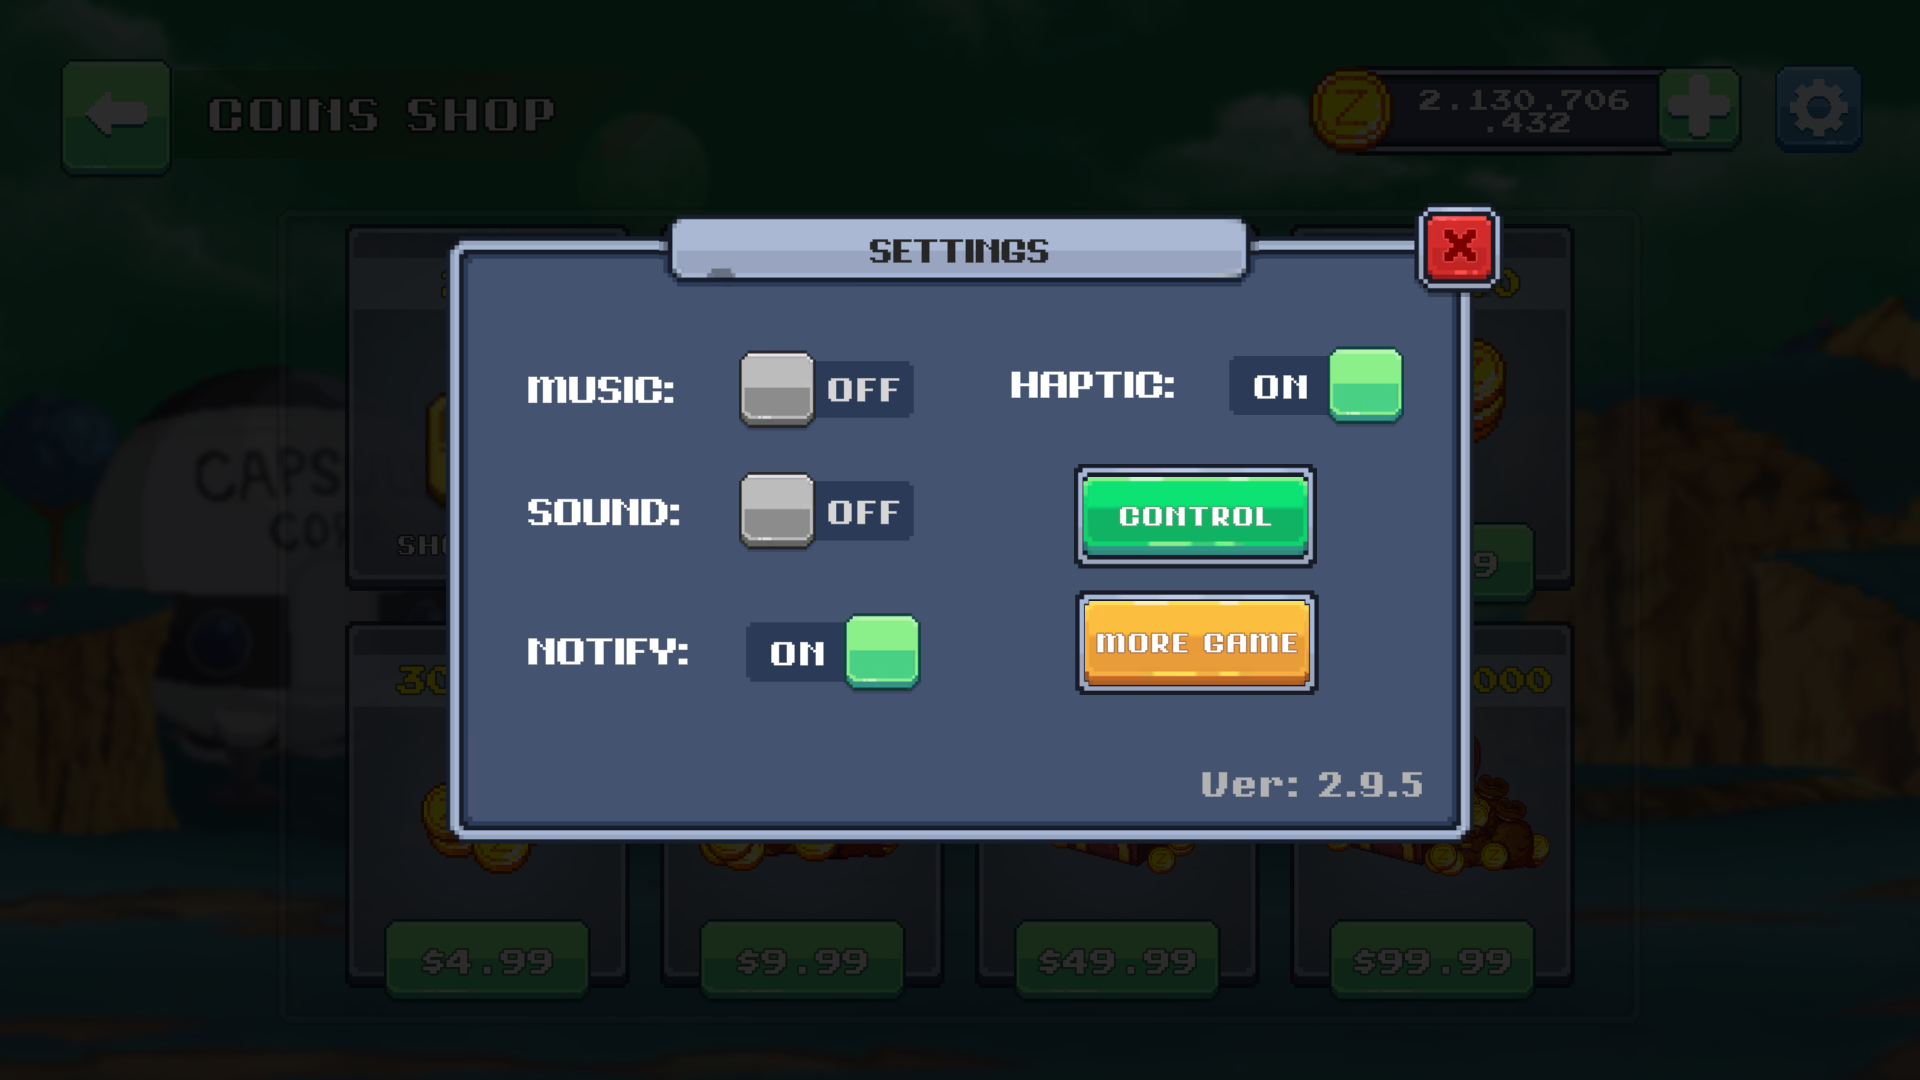 COINS SHOP
2.130.706
.432
SETTINGS
MUSIC: OFF
HAPTIC: ON
SOUND: OFF
CONTROL
NOTIFY: ON
MORE GAME
Ver: 2.9.5
CAPS
$4.99
$9.99
$49.99
$99.99